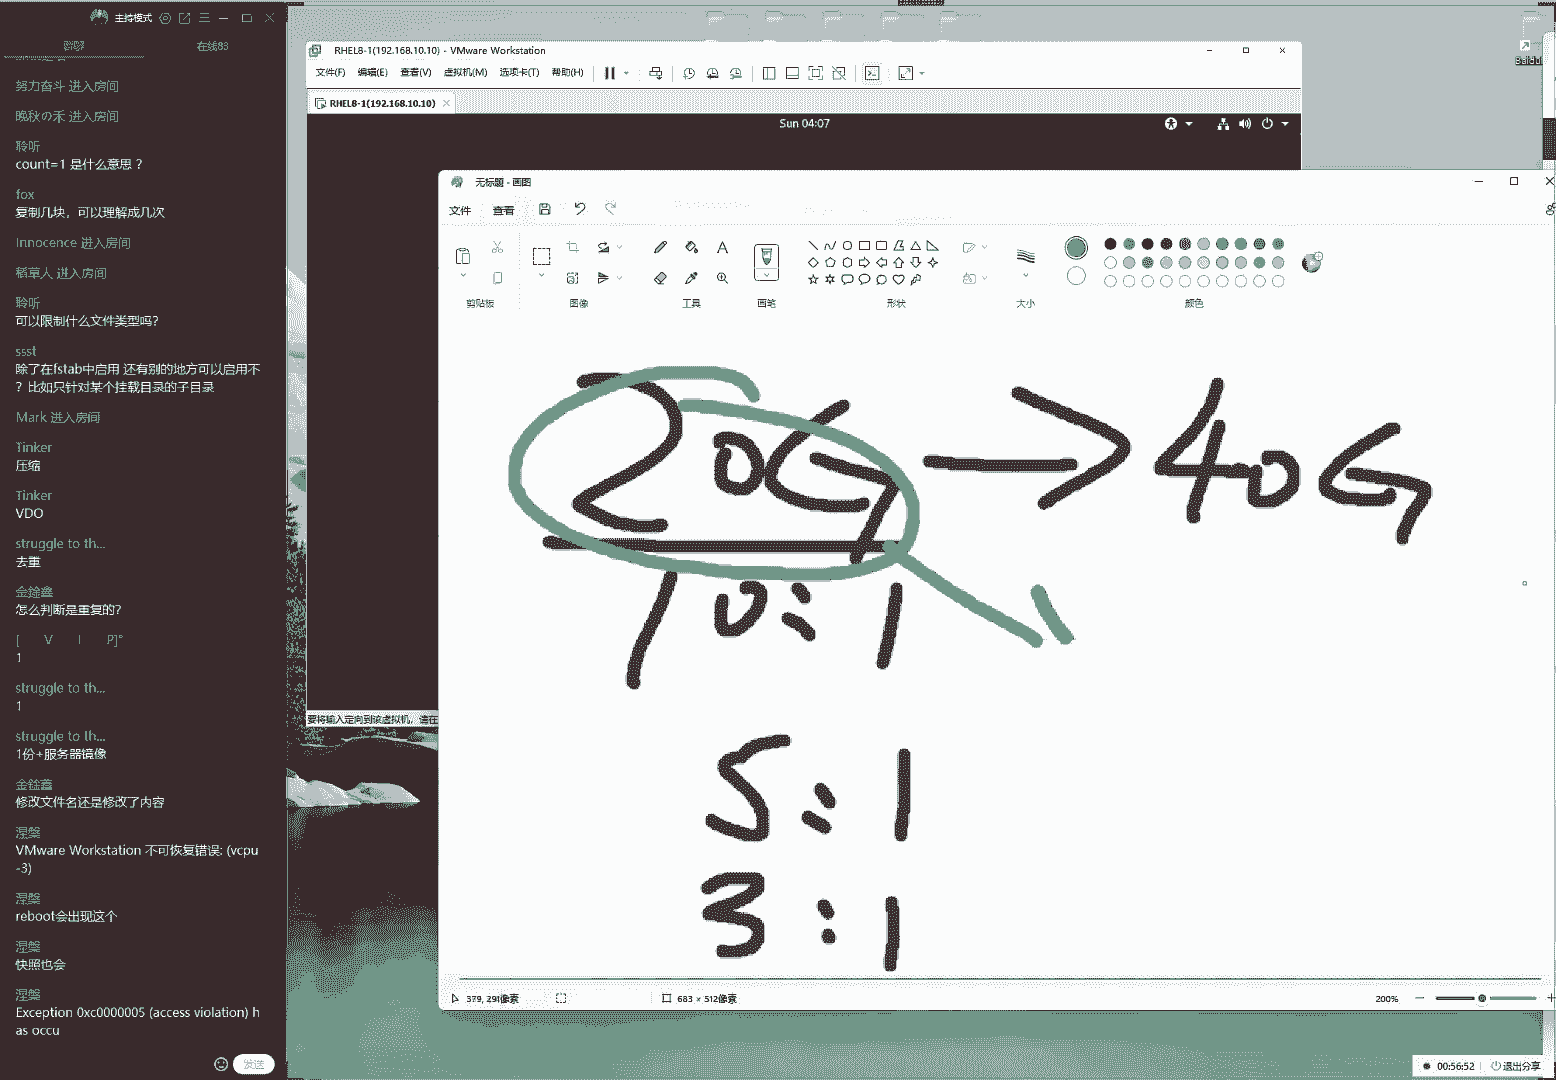 主持模式
群聊
在线83
努力奋斗 进入房间
晚秋の禾 进入房间
聆听
count=1 是什么意思？
fox
复制几块，可以理解成几次
Innocence 进入房间
稻草人 进入房间
聆听
可以限制什么文件类型吗?
ssst
除了在fstab中启用 还有别的地方可以启用不
？比如只针对某个挂载目录的子目录
Mark 进入房间
Tinker
压缩
Tinker
VDO
struggle to th...
去重
怎么判断是重复的?
[ V I P]°
1
struggle to th...
1
struggle to th...
1份+服务器镜像
修改文件名还是修改了内容
涅槃
VMware Workstation 不可恢复错误: (vcpu
-3)
涅槃
reboot会出现这个
涅槃
快照也会
涅槃
Exception 0xc0000005 (access violation) h
as occu
发送
RHEL8-1(192.168.10.10) - VMware Workstation
文件(F) 编辑(E) 查看(V) 虚拟机(M) 选项卡(T) 帮助(H)
RHEL8-1(192.168.10.10)
Sun 04:07
要将输入定向到该虚拟机，请在
Baidu
无标题 - 画图
文件 查看
剪贴板 图像 工具 画笔 形状 大小 颜色
20G → 40G
10:1
5:1
3:1
379, 291像素
683 × 512像素
200%
00:56:52
退出分享